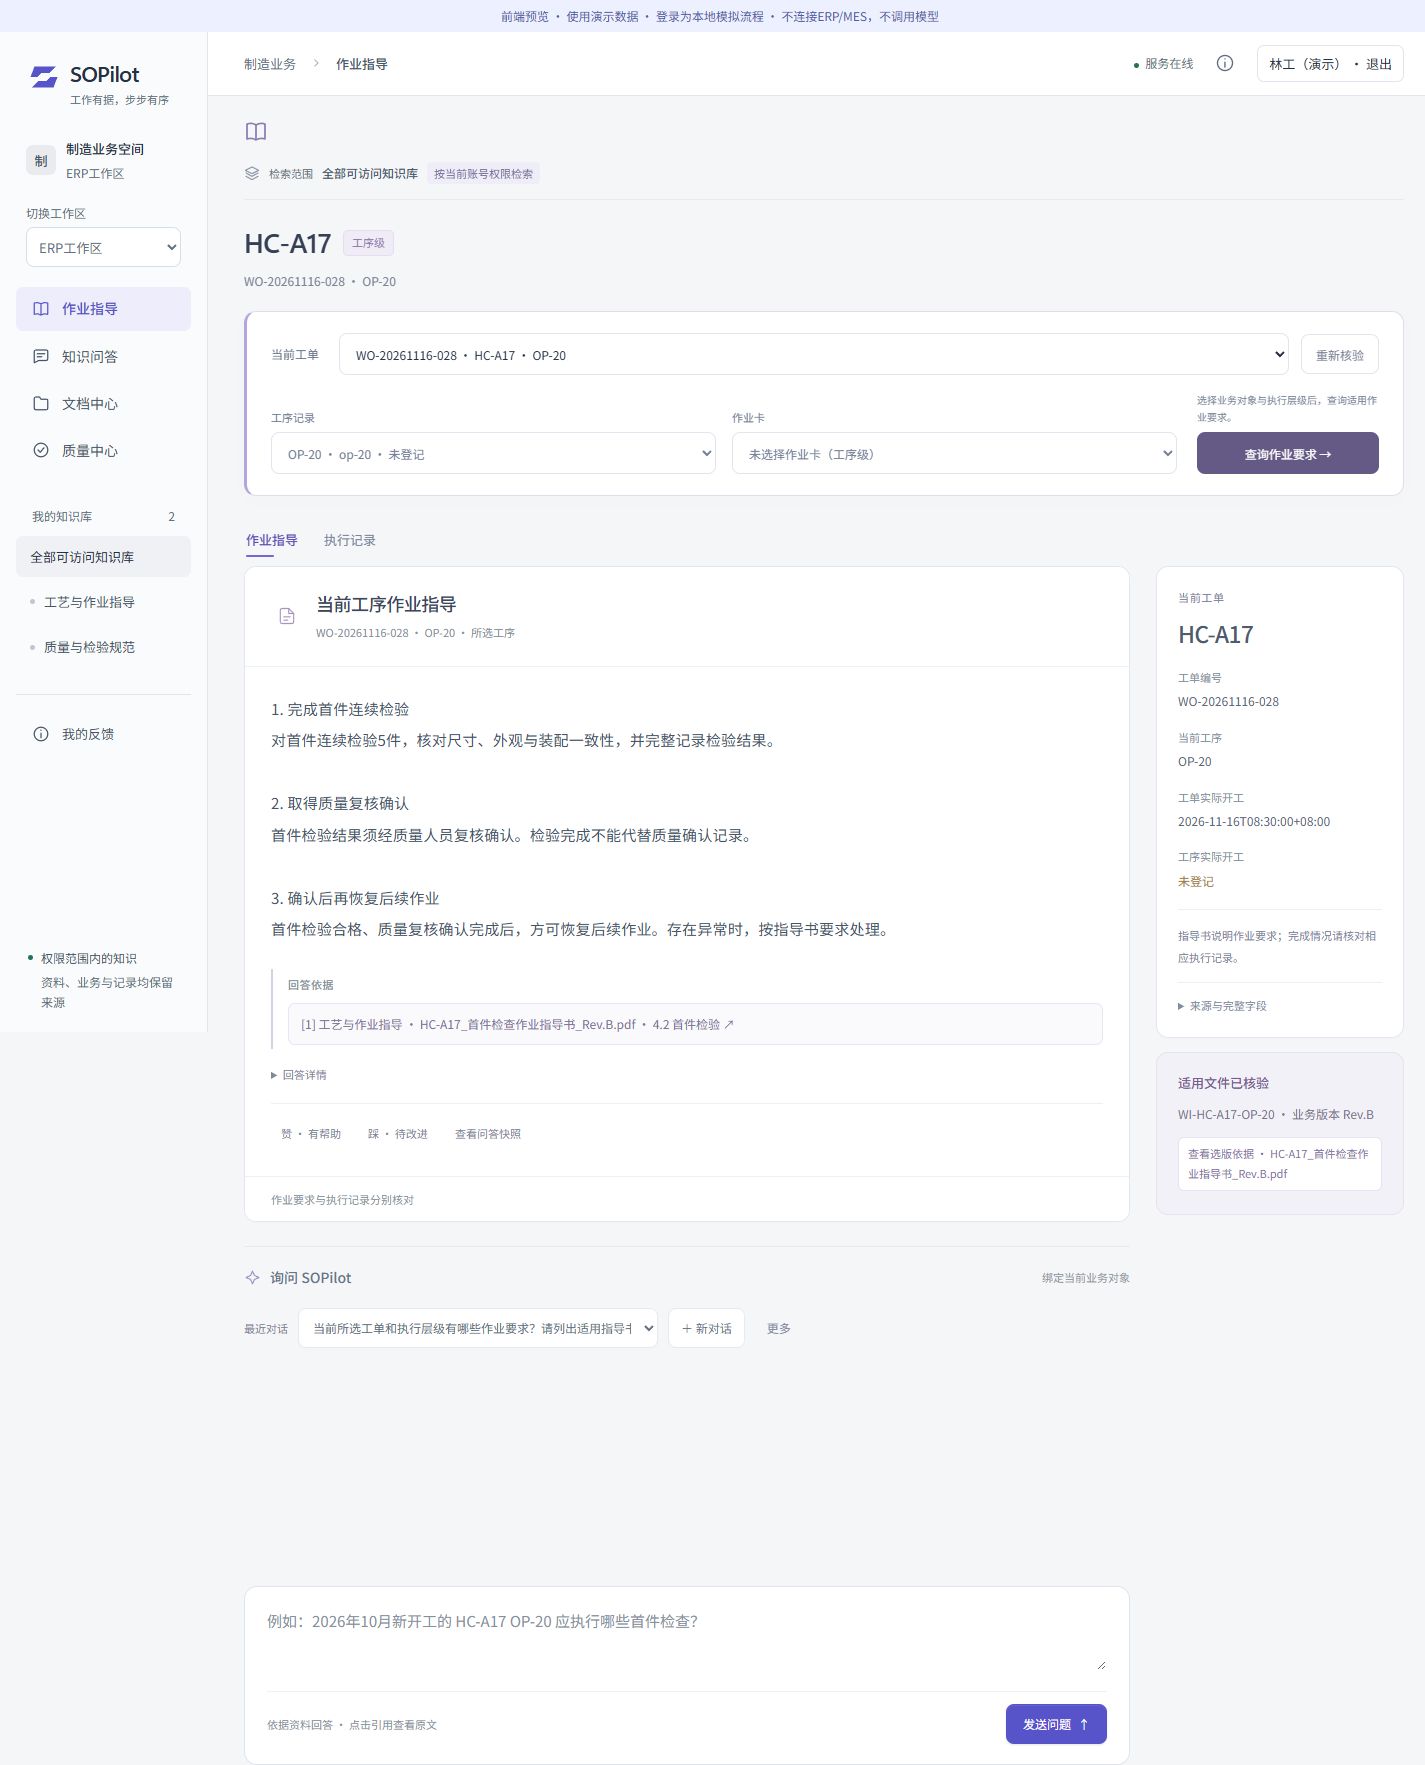 前端预览 • 使用演示数据 • 登录为本地模拟流程 • 不连接ERP/MES，不调用模型
SOPilot
工作有据，步步有序
制
制造业务空间
ERP工作区
切换工作区
ERP工作区
作业指导
知识问答
文档中心
质量中心
我的知识库 2
全部可访问知识库
工艺与作业指导
质量与检验规范
我的反馈
权限范围内的知识
资料、业务与记录均保留
来源
制造业务 > 作业指导
服务在线
林工（演示） • 退出
检索范围 全部可访问知识库 按当前账号权限检索
HC-A17 工序级
WO-20261116-028 • OP-20
当前工单 WO-20261116-028 • HC-A17 • OP-20 重新核验
工序记录
OP-20 • op-20 • 未登记
作业卡
未选择作业卡（工序级）
选择业务对象与执行层级后，查询适用作
业要求。
查询作业要求 →
作业指导 执行记录
当前工序作业指导
WO-20261116-028 • OP-20 • 所选工序
1. 完成首件连续检验
对首件连续检验5件，核对尺寸、外观与装配一致性，并完整记录检验结果。
2. 取得质量复核确认
首件检验结果须经质量人员复核确认。检验完成不能代替质量确认记录。
3. 确认后再恢复后续作业
首件检验合格、质量复核确认完成后，方可恢复后续作业。存在异常时，按指导书要求处理。
回答依据
[1] 工艺与作业指导 • HC-A17_首件检查作业指导书_Rev.B.pdf • 4.2 首件检验 ↗
▶ 回答详情
赞 • 有帮助 踩 • 待改进 查看问答快照
作业要求与执行记录分别核对
当前工单
HC-A17
工单编号
WO-20261116-028
当前工序
OP-20
工单实际开工
2026-11-16T08:30:00+08:00
工序实际开工
未登记
指导书说明作业要求；完成情况请核对相
应执行记录。
▶ 来源与完整字段
适用文件已核验
WI-HC-A17-OP-20 • 业务版本 Rev.B
查看选版依据 • HC-A17_首件检查作
业指导书_Rev.B.pdf
询问 SOPilot 绑定当前业务对象
最近对话 当前所选工单和执行层级有哪些作业要求？请列出适用指导 ＋ 新对话 更多
例如：2026年10月新开工的 HC-A17 OP-20 应执行哪些首件检查？
依据资料回答 • 点击引用查看原文
发送问题 ↑